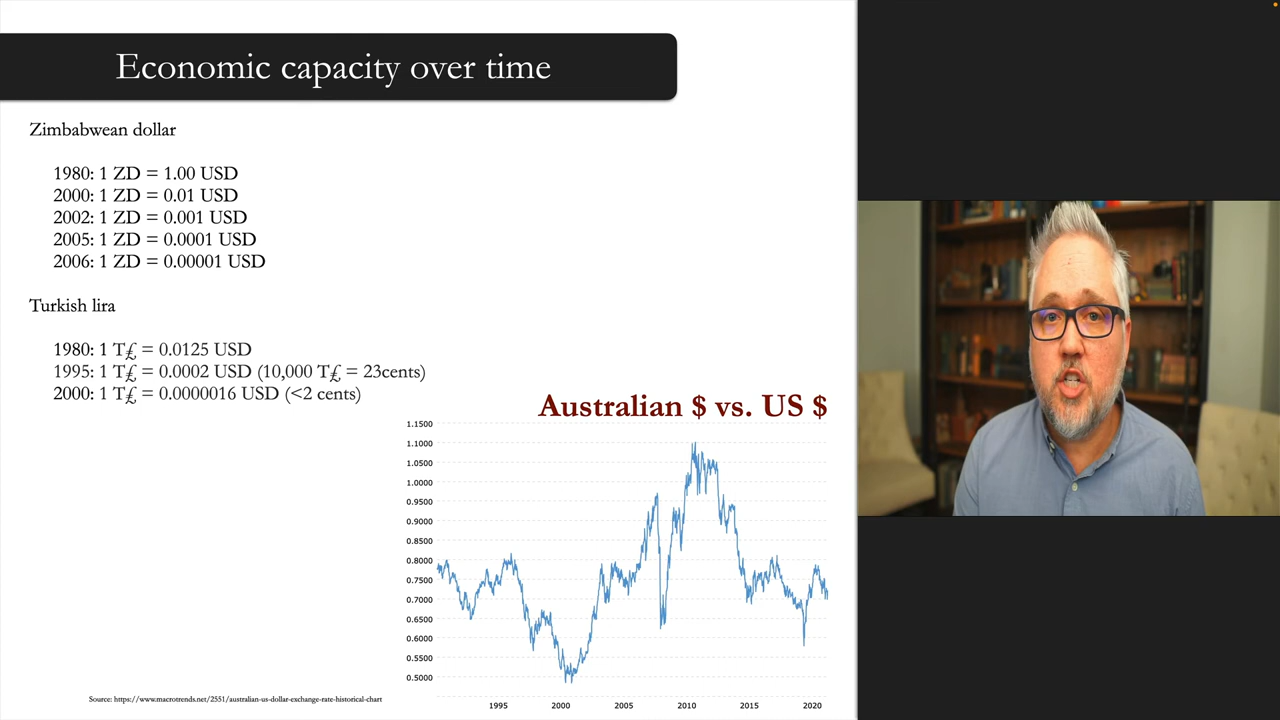 Economic capacity over time
Zimbabwean dollar
1980: 1 ZD = 1.00 USD
2000: 1 ZD = 0.01 USD
2002: 1 ZD = 0.001 USD
2005: 1 ZD = 0.0001 USD
2006: 1 ZD = 0.00001 USD
Turkish lira
1980: 1 T₤ = 0.0125 USD
1995: 1 T₤ = 0.0002 USD (10,000 T₤ = 23cents)
2000: 1 T₤ = 0.0000016 USD (<2 cents)
Australian $ vs. US $
1.1500
1.1000
1.0500
1.0000
0.9500
0.9000
0.8500
0.8000
0.7500
0.7000
0.6500
0.6000
0.5500
0.5000
1995 2000 2005 2010 2015 2020
Source: https://www.macrotrends.net/2551/australian-us-dollar-exchange-rate-historical-chart